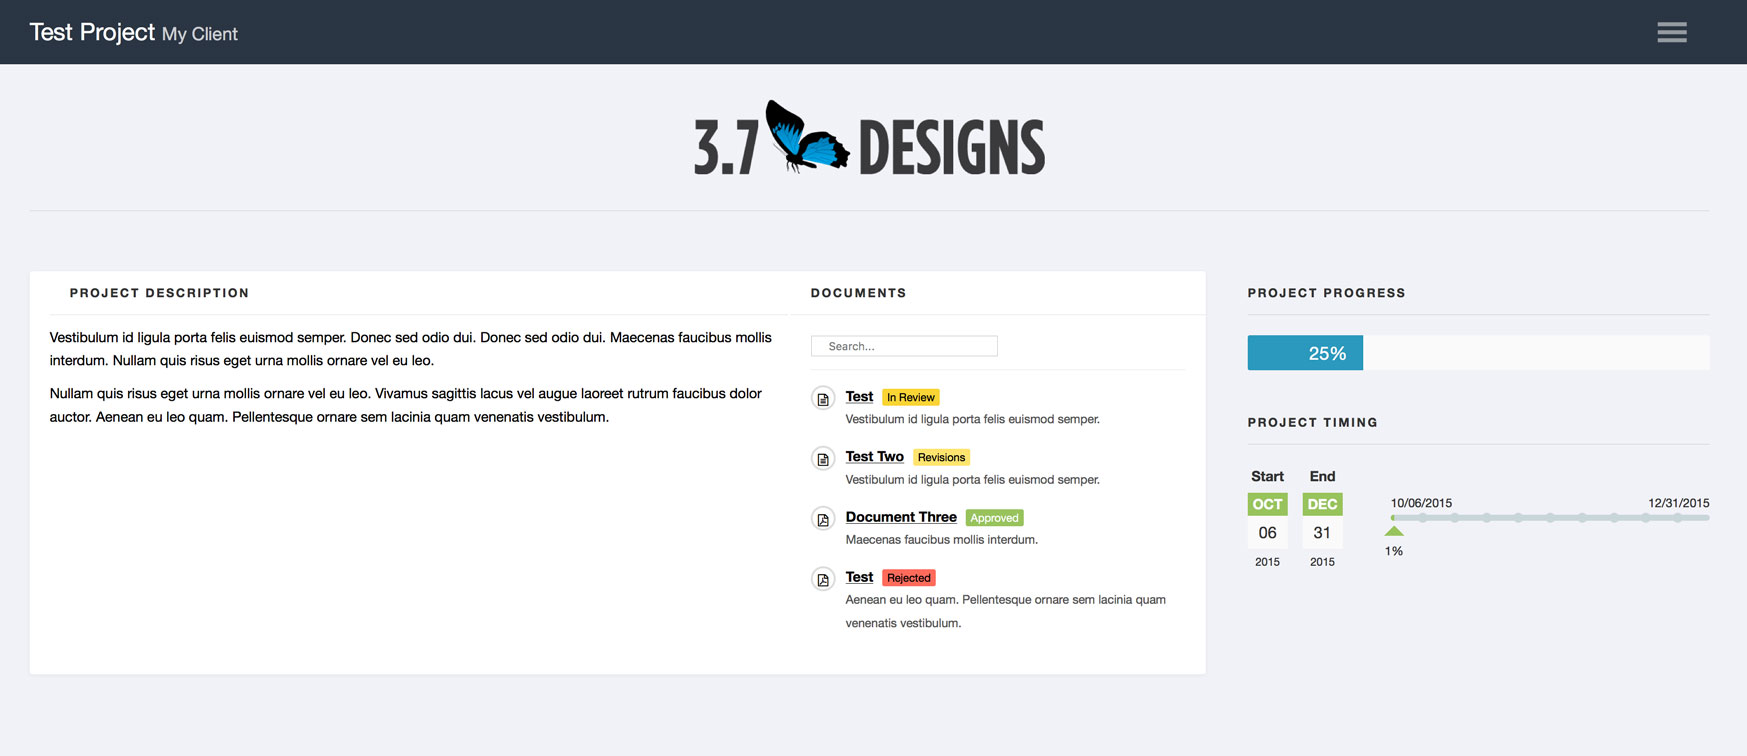 Test Project My Client
3.7 DESIGNS
PROJECT DESCRIPTION
Vestibulum id ligula porta felis euismod semper. Donec sed odio dui. Donec sed odio dui. Maecenas faucibus mollis
interdum. Nullam quis risus eget urna mollis ornare vel eu leo.
Nullam quis risus eget urna mollis ornare vel eu leo. Vivamus sagittis lacus vel augue laoreet rutrum faucibus dolor
auctor. Aenean eu leo quam. Pellentesque ornare sem lacinia quam venenatis vestibulum.
DOCUMENTS
Search...
Test In Review
Vestibulum id ligula porta felis euismod semper.
Test Two Revisions
Vestibulum id ligula porta felis euismod semper.
Document Three Approved
Maecenas faucibus mollis interdum.
Test Rejected
Aenean eu leo quam. Pellentesque ornare sem lacinia quam
venenatis vestibulum.
PROJECT PROGRESS
25%
PROJECT TIMING
Start End
OCT DEC
06 31
2015 2015
10/06/2015 12/31/2015
1%